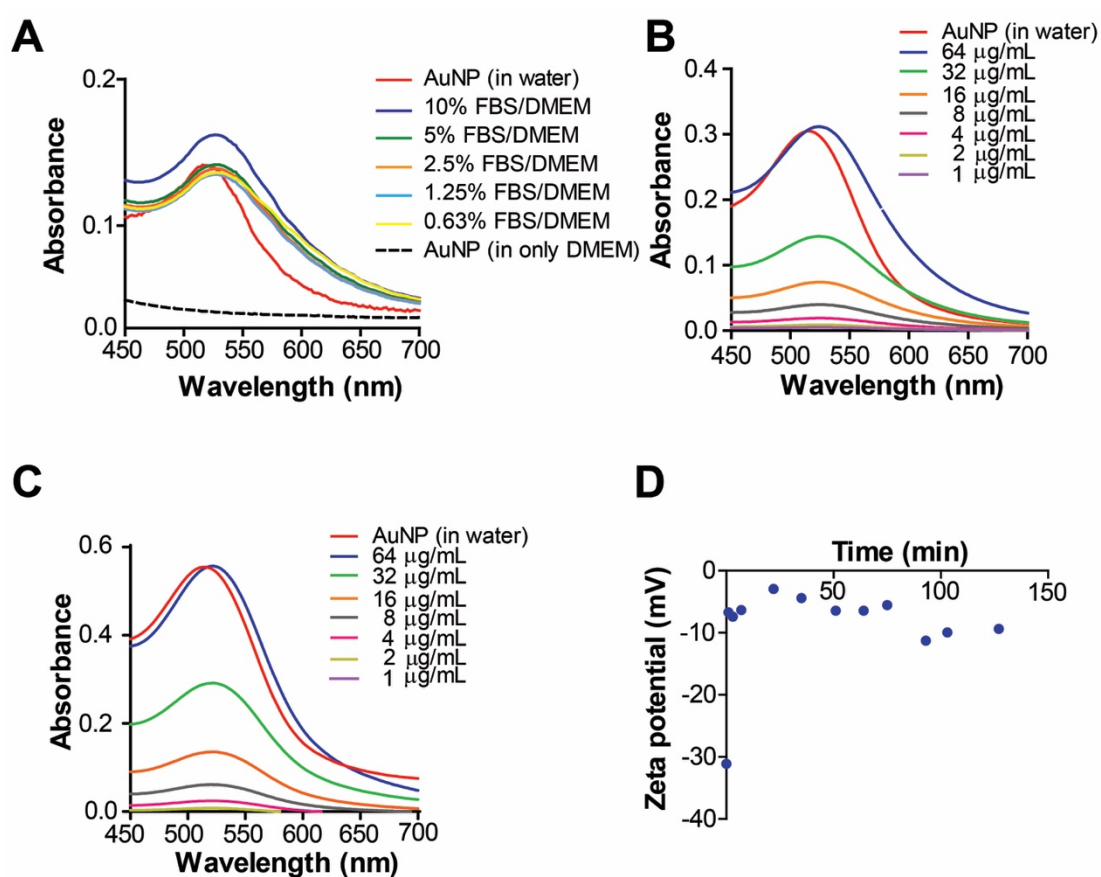 A
Absorbance
0.2
0.1
0.0
450 500 550 600 650 700
Wavelength (nm)
AuNP (in water)
10% FBS/DMEM
5% FBS/DMEM
2.5% FBS/DMEM
1.25% FBS/DMEM
0.63% FBS/DMEM
AuNP (in only DMEM)
B
Absorbance
0.4
0.3
0.2
0.1
0.0
450 500 550 600 650 700
Wavelength (nm)
AuNP (in water)
64 μg/mL
32 μg/mL
16 μg/mL
8 μg/mL
4 μg/mL
2 μg/mL
1 μg/mL
C
Absorbance
0.6
0.4
0.2
0.0
450 500 550 600 650 700
Wavelength (nm)
AuNP (in water)
64 μg/mL
32 μg/mL
16 μg/mL
8 μg/mL
4 μg/mL
2 μg/mL
1 μg/mL
D
Time (min)
50 100 150
Zeta potential (mV)
0
-10
-20
-30
-40